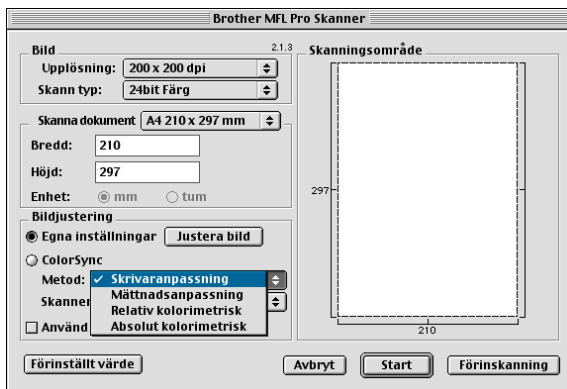 Brother MFL Pro Skanner
Bild
2.1.3
Upplösning: 200 x 200 dpi
Skann typ: 24bit Färg
Skanna dokument A4 210 x 297 mm
Bredd: 210
Höjd: 297
Enhet: mm tum
Bildjustering
Egna inställningar Justera bild
ColorSync
Metod: ✓ Skrivaranpassning
Mättnadsanpassning
Skanner
Relativ kolorimetrisk
Använd Absolut kolorimetrisk
Skanningsområde
297
210
Förinställt värde Avbryt Start Förinskanning